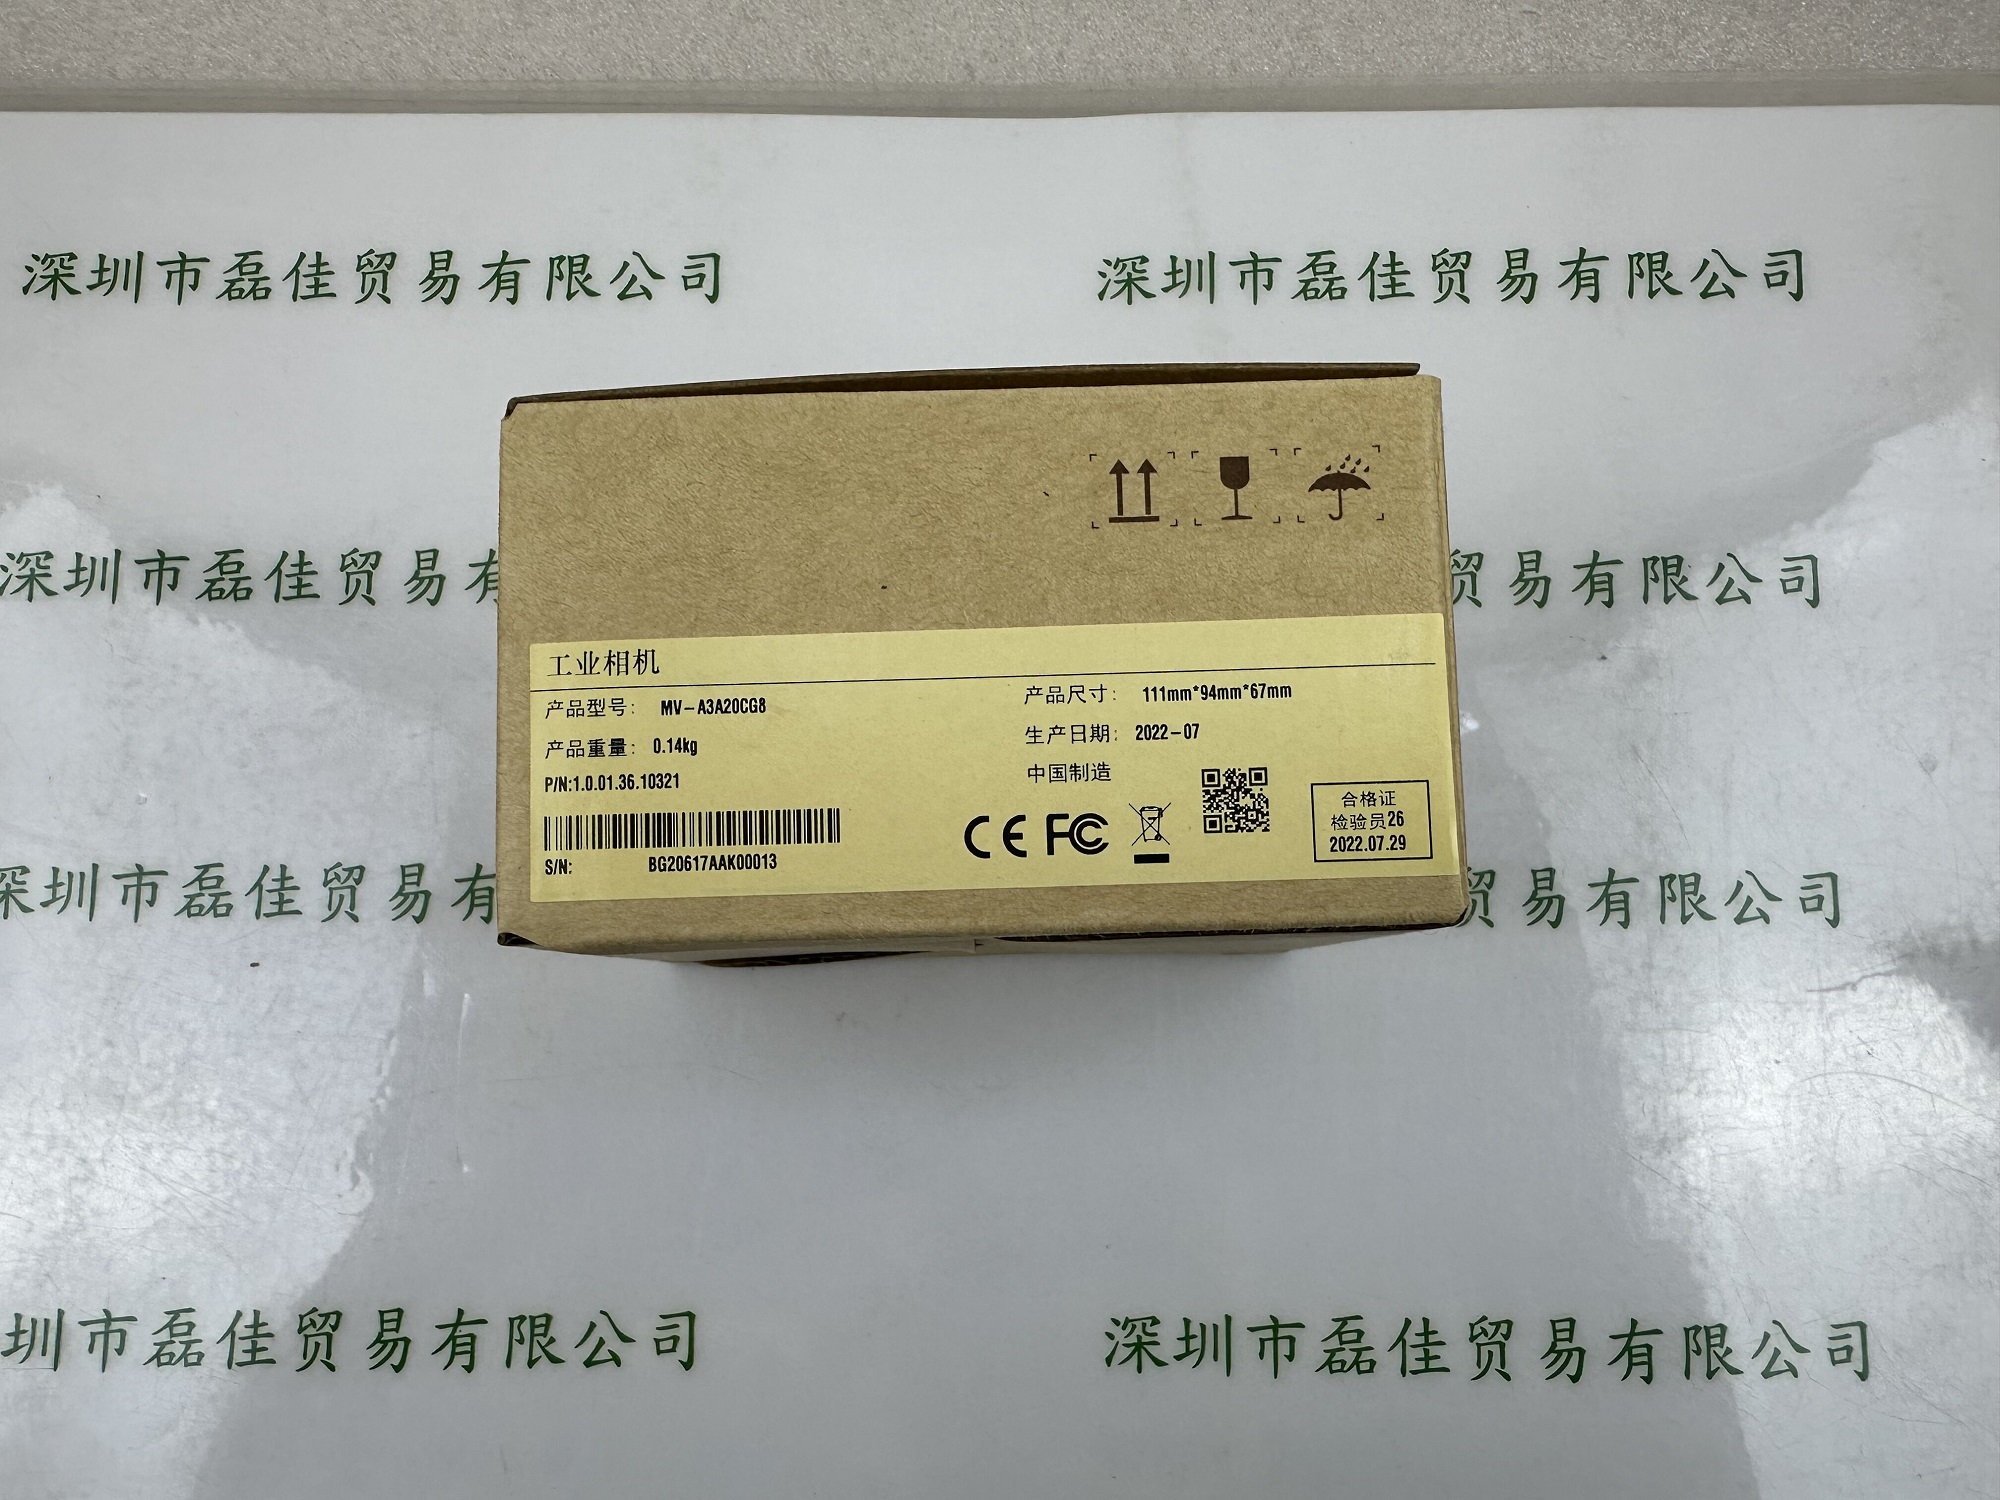 深圳市磊佳贸易有限公司
深圳市磊佳贸易有限公司
深圳市磊佳贸易有
贸易有限公司
工业相机
产品型号: MV-A3A20CG8
产品尺寸: 111mm*94mm*67mm
产品重量: 0.14kg
生产日期: 2022-07
P/N:1.0.01.36.10321
中国制造
合格证
检验员26
2022.07.29
CE FC
S/N: BG20617AAK00013
深圳市磊佳贸易有
贸易有限公司
圳市磊佳贸易有限公司
深圳市磊佳贸易有限公司